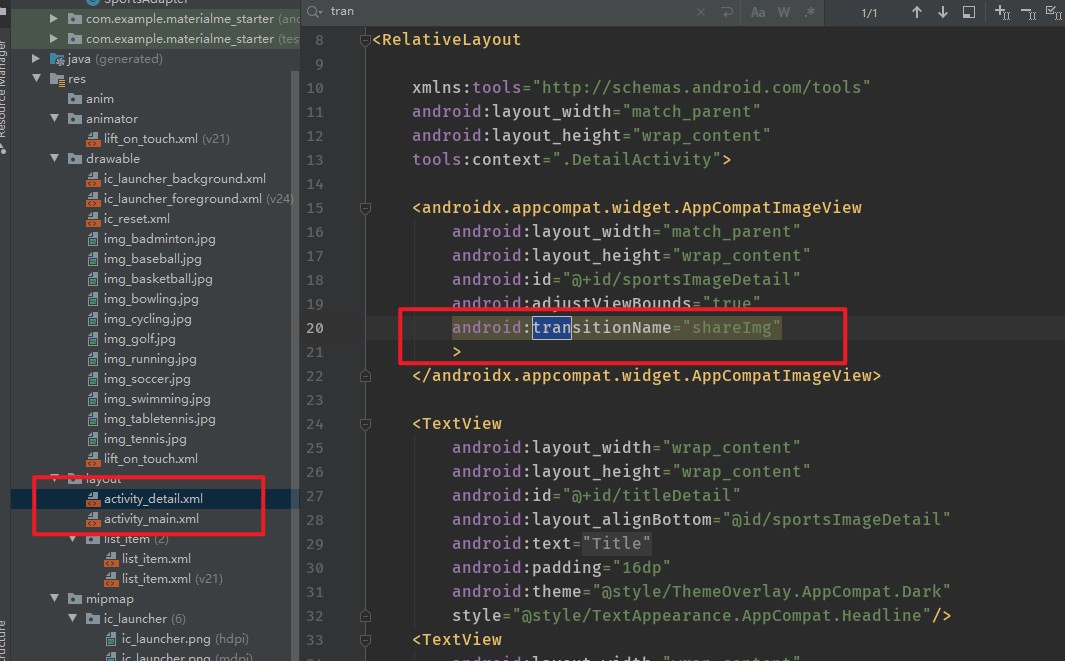 SportsAdapter
com.example.materialme_starter (and
com.example.materialme_starter (tes
java (generated)
res
anim
animator
lift_on_touch.xml (v21)
drawable
ic_launcher_background.xml
ic_launcher_foreground.xml (v24)
ic_reset.xml
img_badminton.jpg
img_baseball.jpg
img_basketball.jpg
img_bowling.jpg
img_cycling.jpg
img_golf.jpg
img_running.jpg
img_soccer.jpg
img_swimming.jpg
img_tabletennis.jpg
img_tennis.jpg
lift_on_touch.xml
layout
activity_detail.xml
activity_main.xml
list_item (2)
list_item.xml
list_item.xml (v21)
mipmap
ic_launcher (6)
ic_launcher.png (hdpi)
ic_launcher.png (mdpi)
Resource Manager
tructure
tran
Aa W .*
1/1
8 <RelativeLayout
9
10 xmlns:tools="http://schemas.android.com/tools"
11 android:layout_width="match_parent"
12 android:layout_height="wrap_content"
13 tools:context=".DetailActivity">
14
15 <androidx.appcompat.widget.AppCompatImageView
16 android:layout_width="match_parent"
17 android:layout_height="wrap_content"
18 android:id="@+id/sportsImageDetail"
19 android:adjustViewBounds="true"
20 android:transitionName="shareImg"
21 >
22 </androidx.appcompat.widget.AppCompatImageView>
23
24 <TextView
25 android:layout_width="wrap_content"
26 android:layout_height="wrap_content"
27 android:id="@+id/titleDetail"
28 android:layout_alignBottom="@id/sportsImageDetail"
29 android:text="Title"
30 android:padding="16dp"
31 android:theme="@style/ThemeOverlay.AppCompat.Dark"
32 style="@style/TextAppearance.AppCompat.Headline"/>
33 <TextView
android:layout_width="wrap_content"